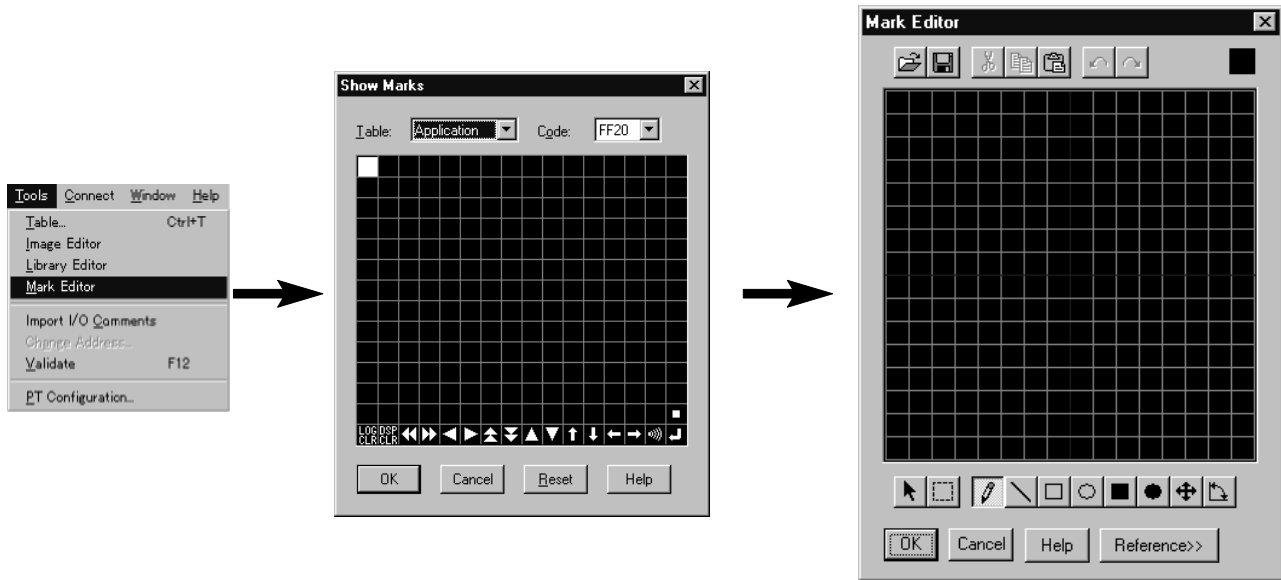 Tools Connect Window Help
Table... Ctrl+T
Image Editor
Library Editor
Mark Editor
Import I/O Comments
Change Address...
Validate F12
PT Configuration...
Show Marks
Table: Application Code: FF20
LOG DSP
CLR CLR
OK Cancel Reset Help
Mark Editor
OK Cancel Help Reference>>